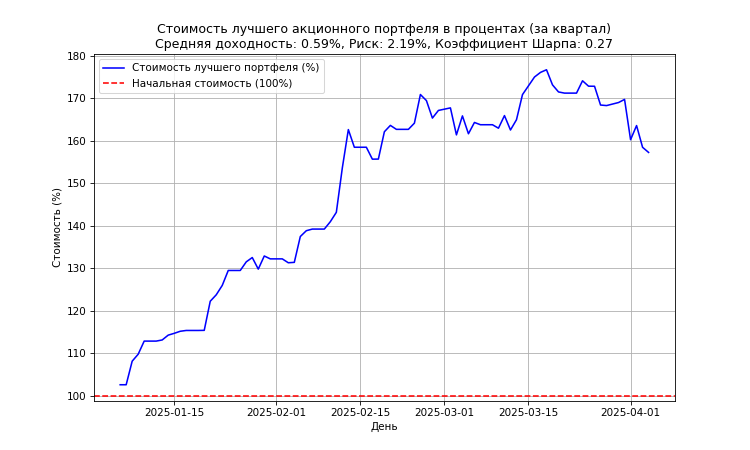 Стоимость лучшего акционного портфеля в процентах (за квартал)
Средняя доходность: 0.59%, Риск: 2.19%, Коэффициент Шарпа: 0.27
Стоимость лучшего портфеля (%)
Начальная стоимость (100%)
Стоимость (%)
180
170
160
150
140
130
120
110
100
2025-01-15
2025-02-01
2025-02-15
2025-03-01
2025-03-15
2025-04-01
День